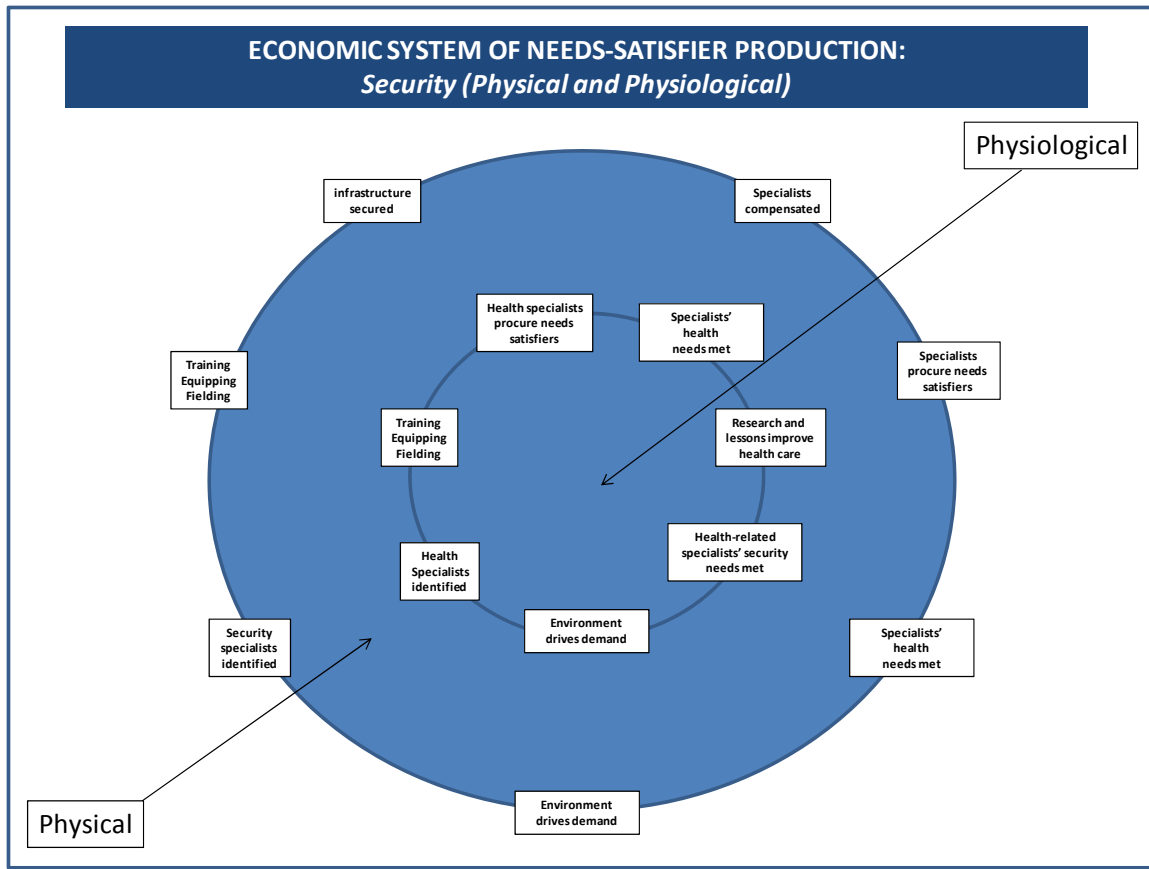 ECONOMIC SYSTEM OF NEEDS-SATISFIER PRODUCTION:
Security (Physical and Physiological)
Physiological
infrastructure
secured
Specialists
compensated
Health specialists
procure needs
satisfiers
Specialists'
health
needs met
Training
Equipping
Fielding
Specialists
procure needs
satisfiers
Training
Equipping
Fielding
Research and
lessons improve
health care
Health
Specialists
identified
Health-related
specialists' security
needs met
Environment
drives demand
Security
specialists
identified
Specialists'
health
needs met
Physical
Environment
drives demand